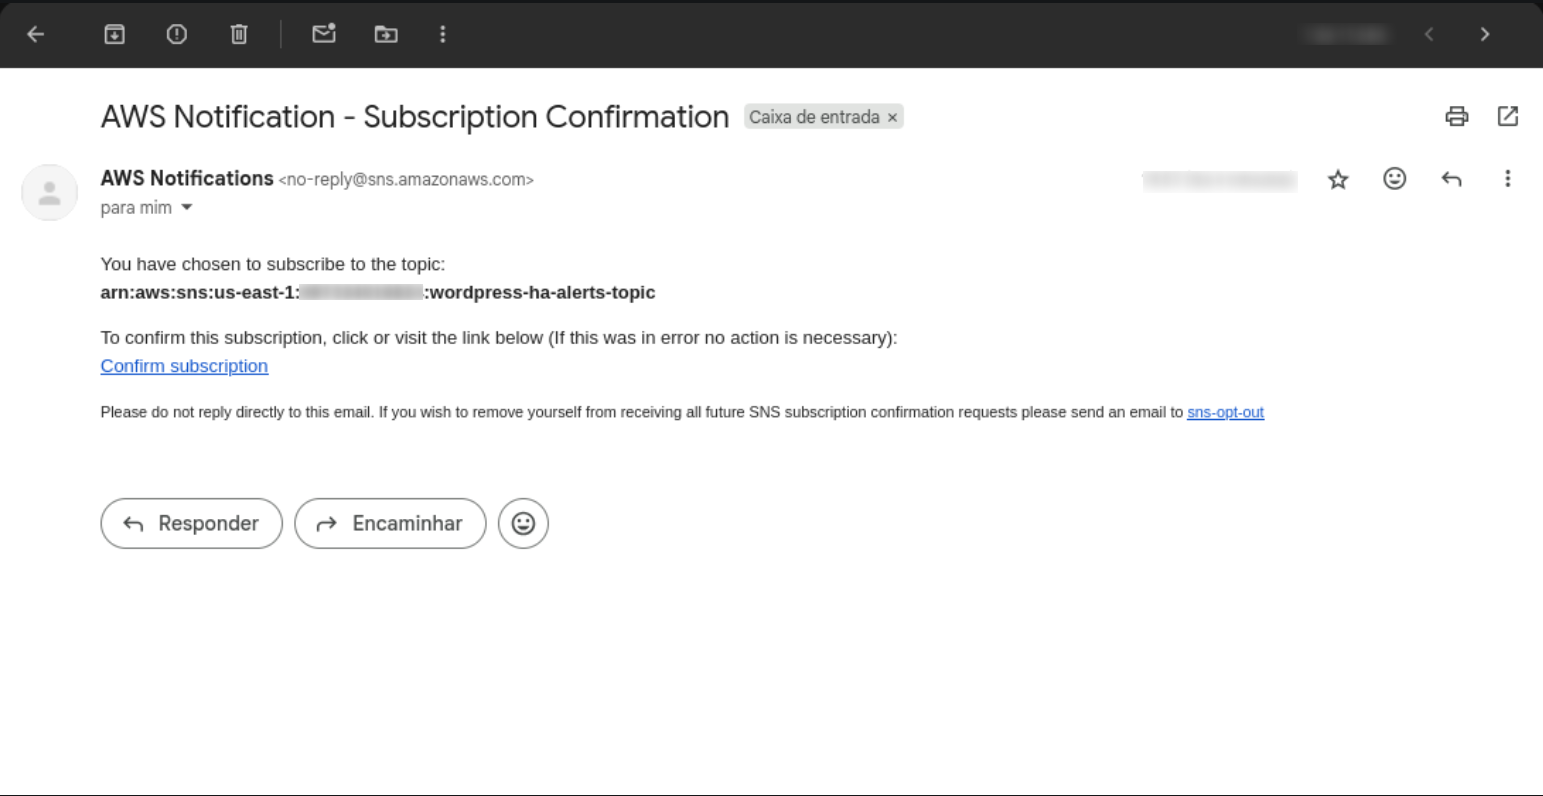 AWS Notification - Subscription Confirmation Caixa de entrada ×
AWS Notifications <no-reply@sns.amazonaws.com>
para mim
You have chosen to subscribe to the topic:
arn:aws:sns:us-east-1: :wordpress-ha-alerts-topic
To confirm this subscription, click or visit the link below (If this was in error no action is necessary):
Confirm subscription
Please do not reply directly to this email. If you wish to remove yourself from receiving all future SNS subscription confirmation requests please send an email to sns-opt-out
Responder Encaminhar